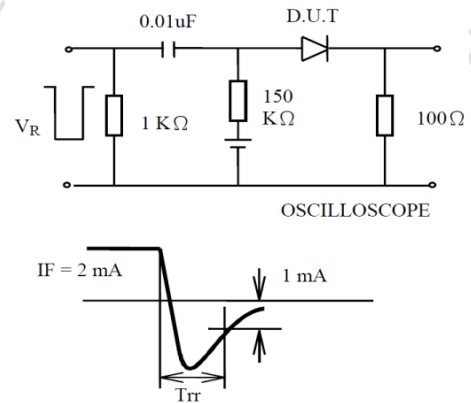 0.01uF
D.U.T
VR
1 KΩ
150
KΩ
100Ω
OSCILLOSCOPE
IF = 2 mA
1 mA
Trr